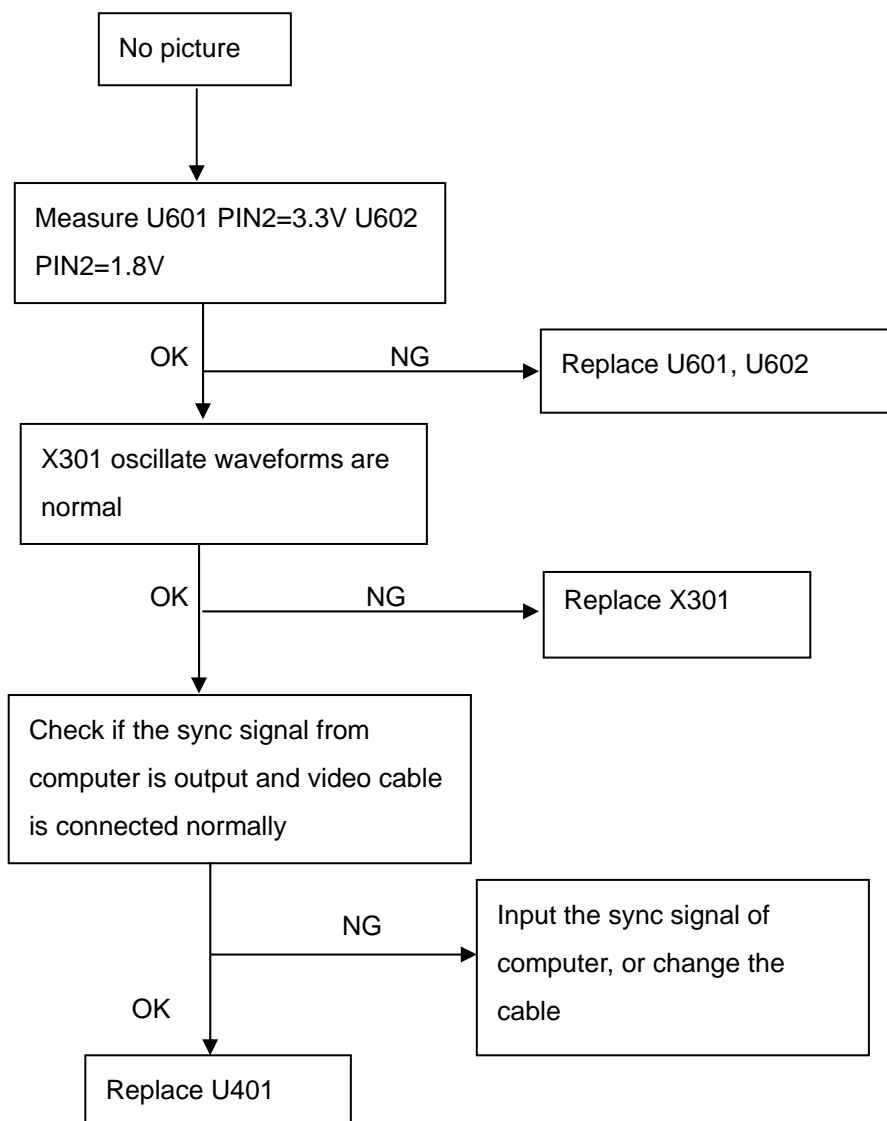 No picture
Measure U601 PIN2=3.3V U602
PIN2=1.8V
OK
NG
Replace U601, U602
X301 oscillate waveforms are
normal
OK
NG
Replace X301
Check if the sync signal from
computer is output and video cable
is connected normally
NG
Input the sync signal of
computer, or change the
cable
OK
Replace U401